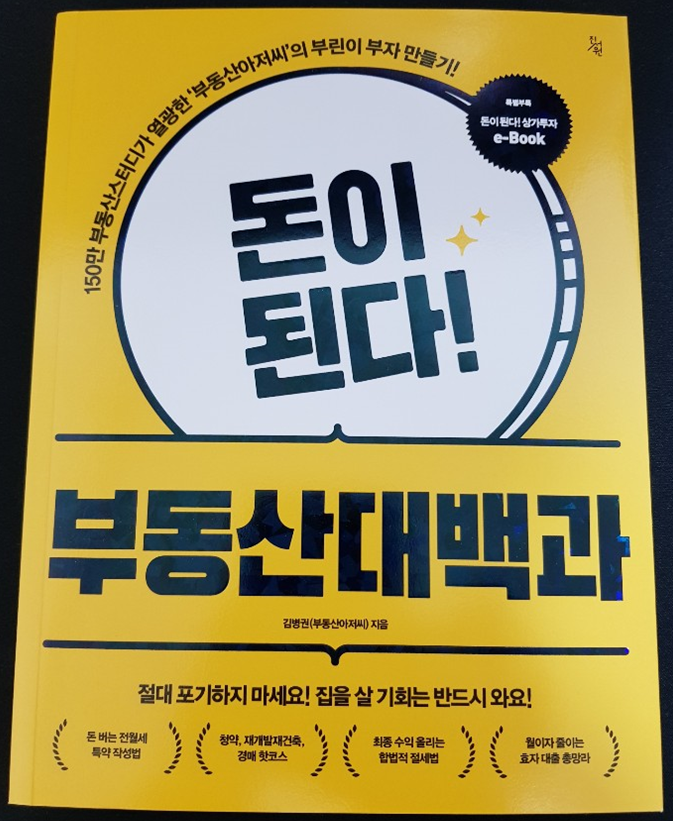 진원
150만 부동산스터디가 열광한 '부동산아저씨'의 부린이 부자 만들기!
특별부록
돈이 된다! 상가투자
e-Book
돈이
된다!
부동산대백과
김병권(부동산아저씨) 지음
절대 포기하지 마세요! 집을 살 기회는 반드시 와요!
돈 버는 전월세
특약 작성법
청약, 재개발재건축,
경매 핫코스
최종 수익 올리는
합법적 절세법
월이자 줄이는
효자 대출 총망라